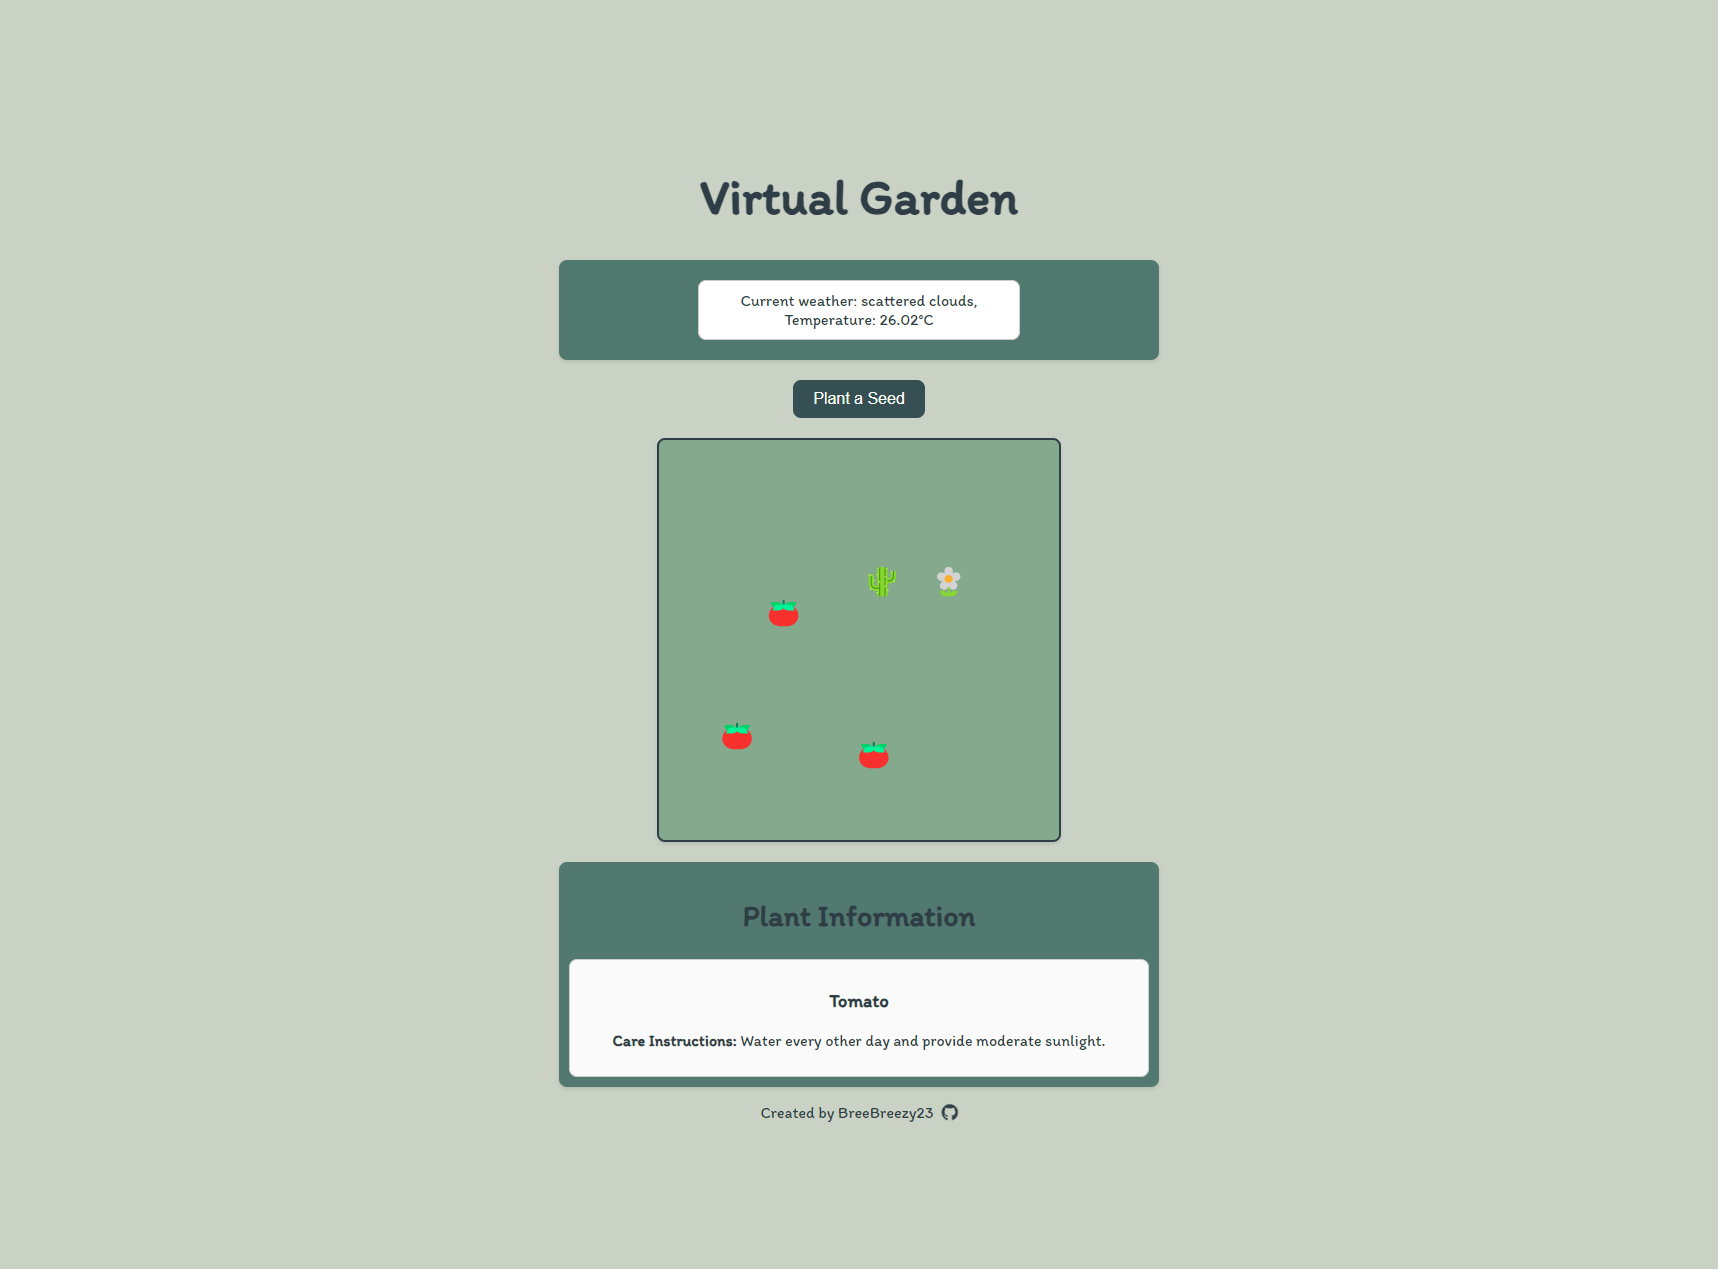 Virtual Garden
Current weather: scattered clouds,
Temperature: 26.02°C
Plant a Seed
Plant Information
Tomato
Care Instructions: Water every other day and provide moderate sunlight.
Created by BreeBreezy23